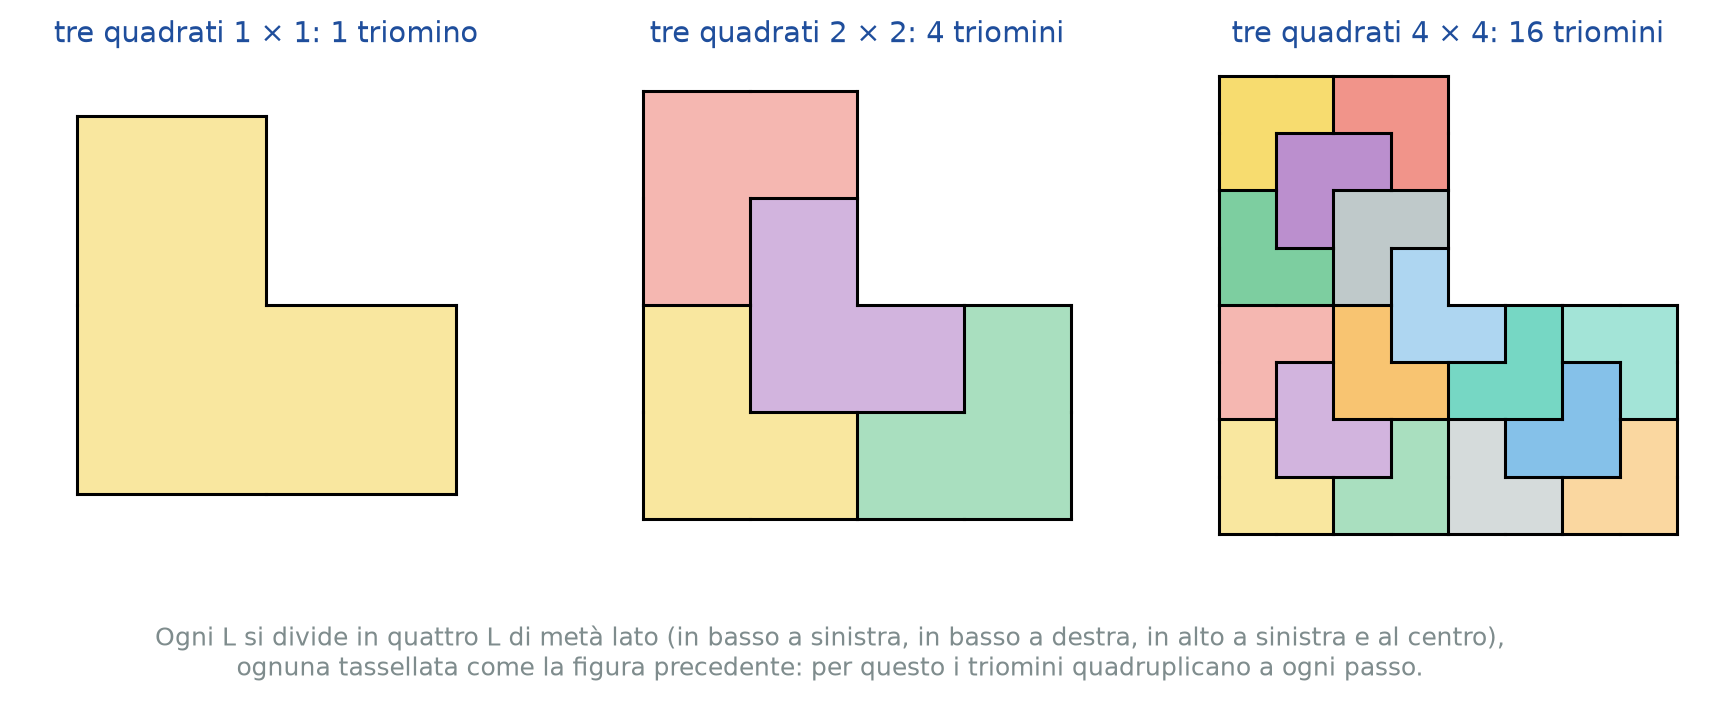 tre quadrati 1 × 1: 1 triomino
tre quadrati 2 × 2: 4 triomini
tre quadrati 4 × 4: 16 triomini
Ogni L si divide in quattro L di metà lato (in basso a sinistra, in basso a destra, in alto a sinistra e al centro),
ognuna tassellata come la figura precedente: per questo i triomini quadruplicano a ogni passo.